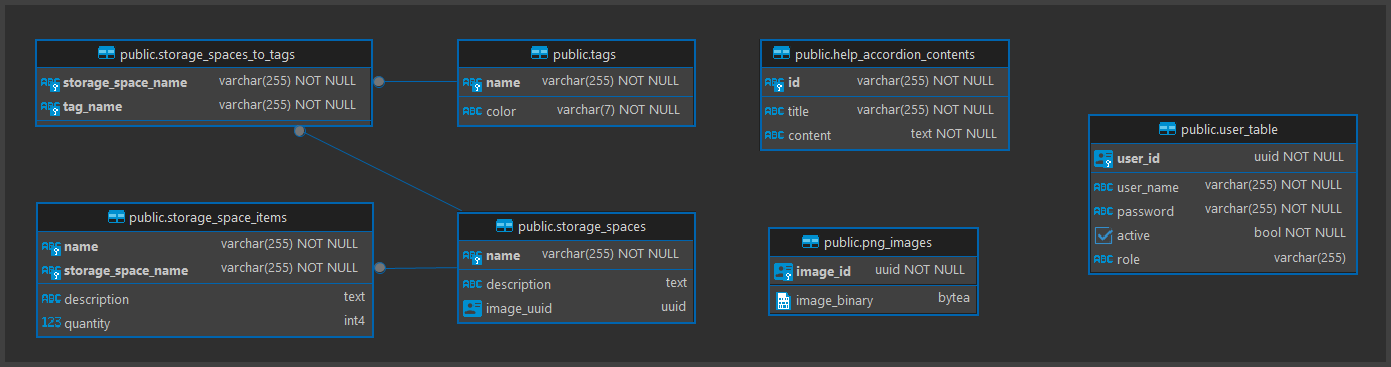 public.storage_spaces_to_tags
storage_space_name varchar(255) NOT NULL
tag_name varchar(255) NOT NULL
public.tags
name varchar(255) NOT NULL
color varchar(7) NOT NULL
public.help_accordion_contents
id varchar(255) NOT NULL
title varchar(255) NOT NULL
content text NOT NULL
public.user_table
user_id uuid NOT NULL
user_name varchar(255) NOT NULL
password varchar(255) NOT NULL
active bool NOT NULL
role varchar(255)
public.storage_space_items
name varchar(255) NOT NULL
storage_space_name varchar(255) NOT NULL
description text
quantity int4
public.storage_spaces
name varchar(255) NOT NULL
description text
image_uuid uuid
public.png_images
image_id uuid NOT NULL
image_binary bytea